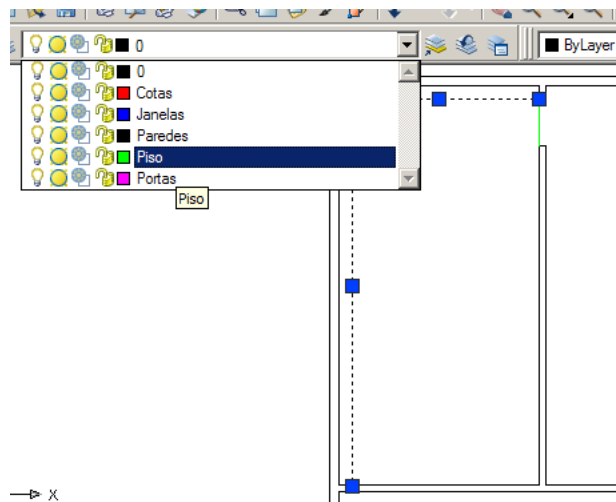 0
ByLayer
0
Cotas
Janelas
Paredes
Piso
Portas
Piso
X